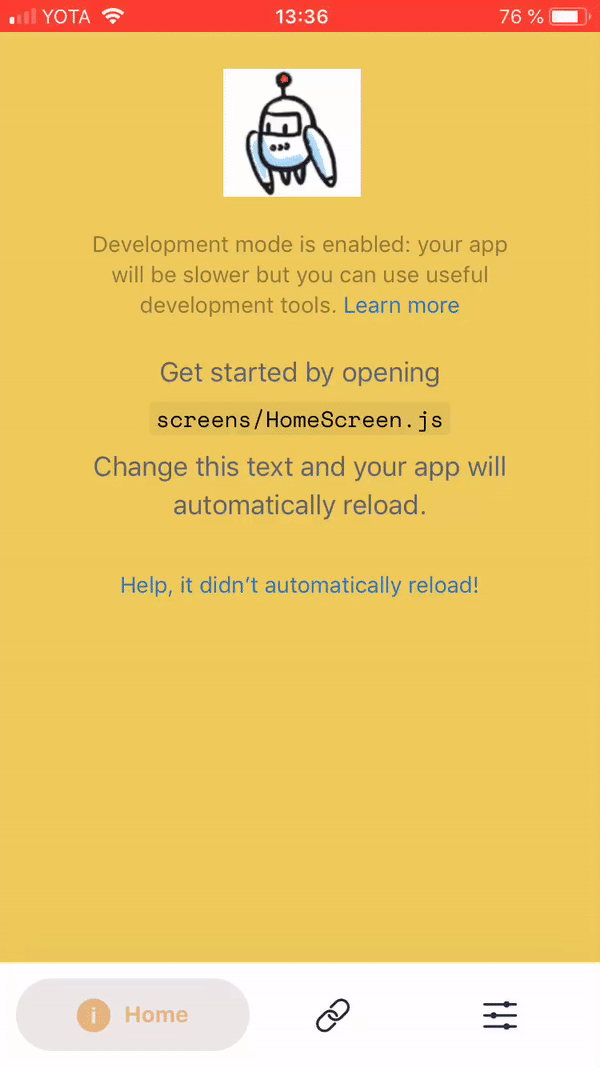 YOTA 13:36 76 %
Development mode is enabled: your app
will be slower but you can use useful
development tools. Learn more
Get started by opening
screens/HomeScreen.js
Change this text and your app will
automatically reload.
Help, it didn’t automatically reload!
i Home